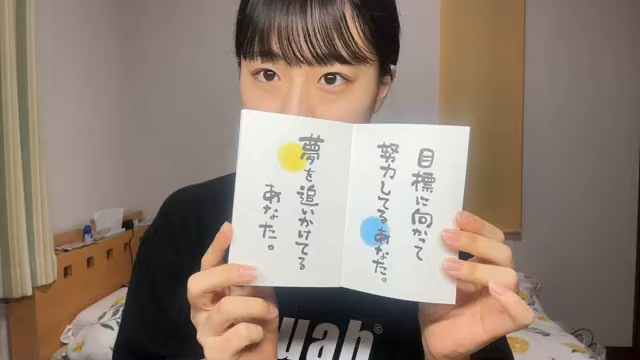 目標に向かって
努力してるあなた。
夢を追いかけてる
あなた。
uah
©